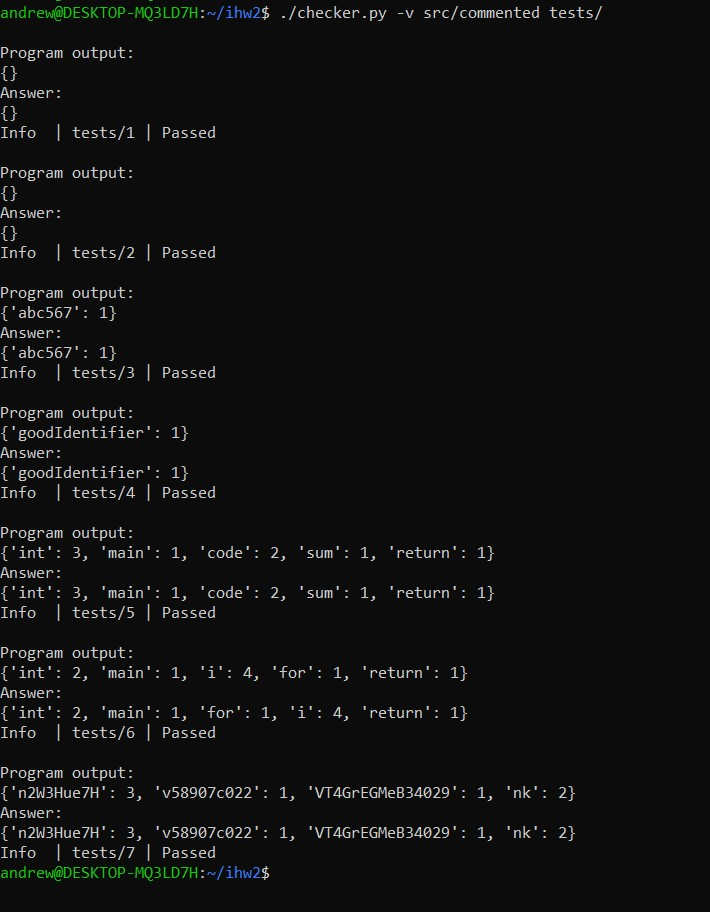 andrew@DESKTOP-MQ3LD7H:~/ihw2$ ./checker.py -v src/commented tests/
Program output:
{}
Answer:
{}
Info  | tests/1 | Passed
Program output:
{}
Answer:
{}
Info  | tests/2 | Passed
Program output:
{'abc567': 1}
Answer:
{'abc567': 1}
Info  | tests/3 | Passed
Program output:
{'goodIdentifier': 1}
Answer:
{'goodIdentifier': 1}
Info  | tests/4 | Passed
Program output:
{'int': 3, 'main': 1, 'code': 2, 'sum': 1, 'return': 1}
Answer:
{'int': 3, 'main': 1, 'code': 2, 'sum': 1, 'return': 1}
Info  | tests/5 | Passed
Program output:
{'int': 2, 'main': 1, 'i': 4, 'for': 1, 'return': 1}
Answer:
{'int': 2, 'main': 1, 'for': 1, 'i': 4, 'return': 1}
Info  | tests/6 | Passed
Program output:
{'n2W3Hue7H': 3, 'v58907c022': 1, 'VT4GrEGMeB34029': 1, 'nk': 2}
Answer:
{'n2W3Hue7H': 3, 'v58907c022': 1, 'VT4GrEGMeB34029': 1, 'nk': 2}
Info  | tests/7 | Passed
andrew@DESKTOP-MQ3LD7H:~/ihw2$